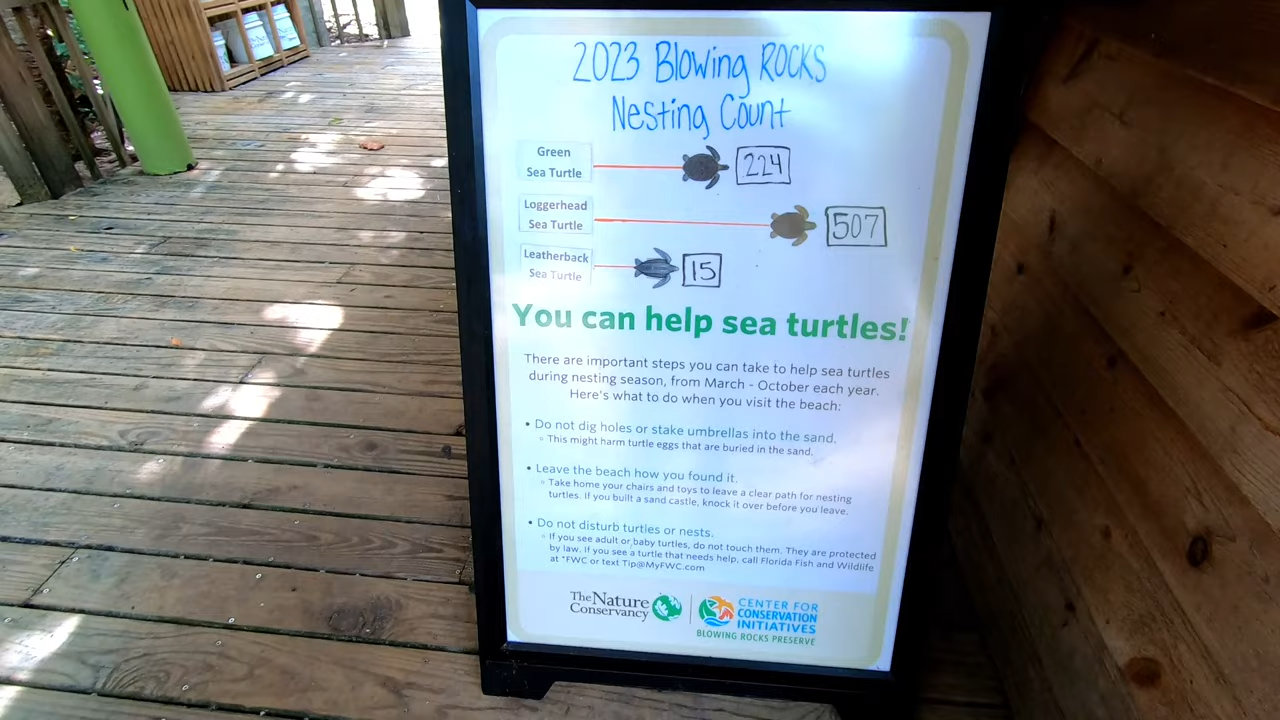 2023 Blowing ROCKS
Nesting Count
Green
Sea Turtle
224
Loggerhead
Sea Turtle
507
Leatherback
Sea Turtle
15
You can help sea turtles!
There are important steps you can take to help sea turtles
during nesting season, from March - October each year.
Here's what to do when you visit the beach:
• Do not dig holes or stake umbrellas into the sand.
▫ This might harm turtle eggs that are buried in the sand.
• Leave the beach how you found it.
▫ Take home your chairs and toys to leave a clear path for nesting
turtles. If you built a sand castle, knock it over before you leave.
• Do not disturb turtles or nests.
▫ If you see adult or baby turtles, do not touch them. They are protected
by law. If you see a turtle that needs help, call Florida Fish and Wildlife
at *FWC or text Tip@MyFWC.com
The Nature
Conservancy
CENTER FOR
CONSERVATION
INITIATIVES
BLOWING ROCKS PRESERVE